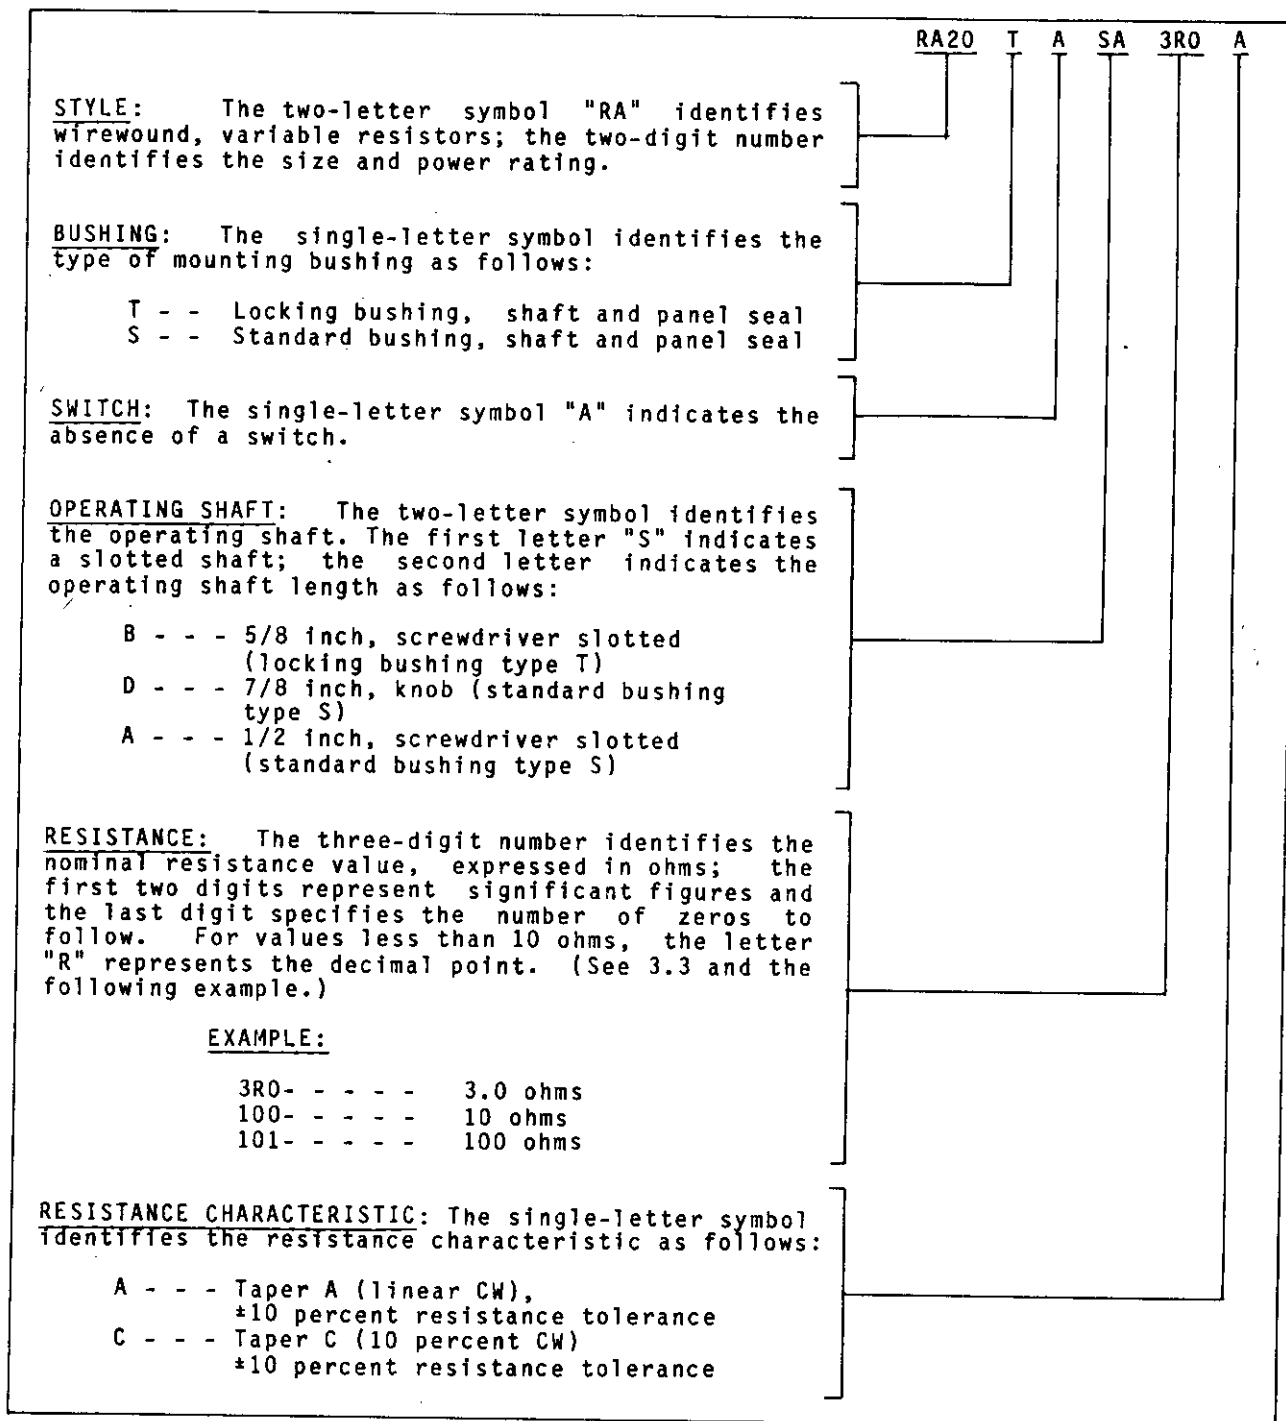 RA20 T A SA 3R0 A
STYLE: The two-letter symbol "RA" identifies
wirewound, variable resistors; the two-digit number
identifies the size and power rating.
BUSHING: The single-letter symbol identifies the
type of mounting bushing as follows:
T - - Locking bushing, shaft and panel seal
S - - Standard bushing, shaft and panel seal
SWITCH: The single-letter symbol "A" indicates the
absence of a switch.
OPERATING SHAFT: The two-letter symbol identifies
the operating shaft. The first letter "S" indicates
a slotted shaft; the second letter indicates the
operating shaft length as follows:
B - - - 5/8 inch, screwdriver slotted
(locking bushing type T)
D - - - 7/8 inch, knob (standard bushing
type S)
A - - - 1/2 inch, screwdriver slotted
(standard bushing type S)
RESISTANCE: The three-digit number identifies the
nominal resistance value, expressed in ohms; the
first two digits represent significant figures and
the last digit specifies the number of zeros to
follow. For values less than 10 ohms, the letter
"R" represents the decimal point. (See 3.3 and the
following example.)
EXAMPLE:
3R0- - - - - 3.0 ohms
100- - - - - 10 ohms
101- - - - - 100 ohms
RESISTANCE CHARACTERISTIC: The single-letter symbol
identifies the resistance characteristic as follows:
A - - - Taper A (linear CW),
±10 percent resistance tolerance
C - - - Taper C (10 percent CW)
±10 percent resistance tolerance